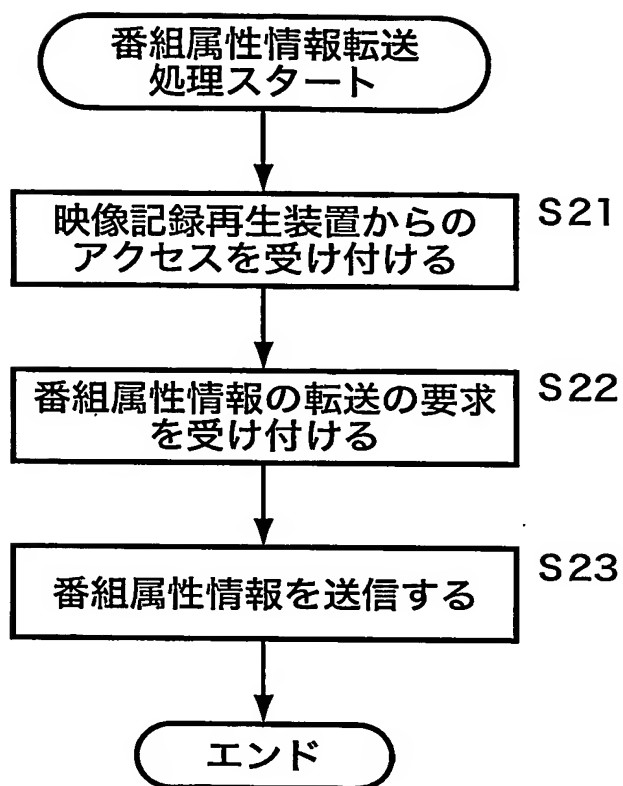 番組属性情報転送
処理スタート
映像記録再生装置からの
アクセスを受け付ける
S21
番組属性情報の転送の要求
を受け付ける
S22
番組属性情報を送信する
S23
エンド